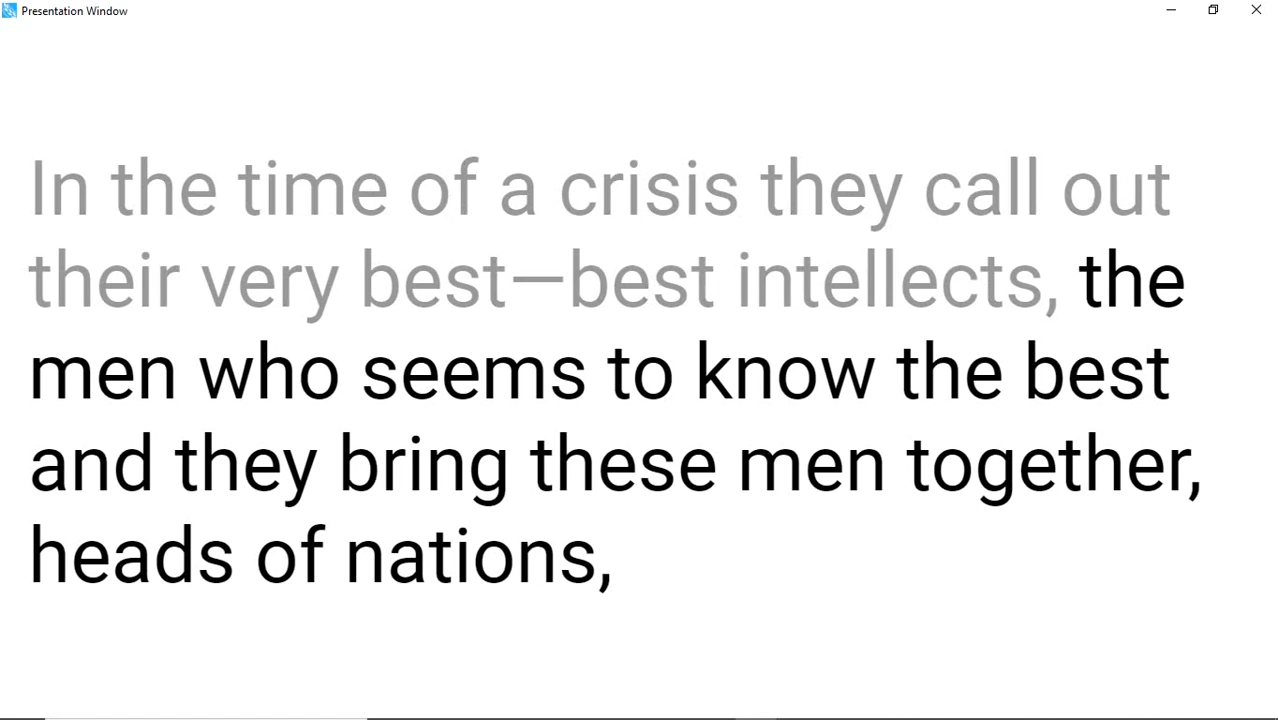 Presentation Window
In the time of a crisis they call out
their very best—best intellects, the
men who seems to know the best
and they bring these men together,
heads of nations,